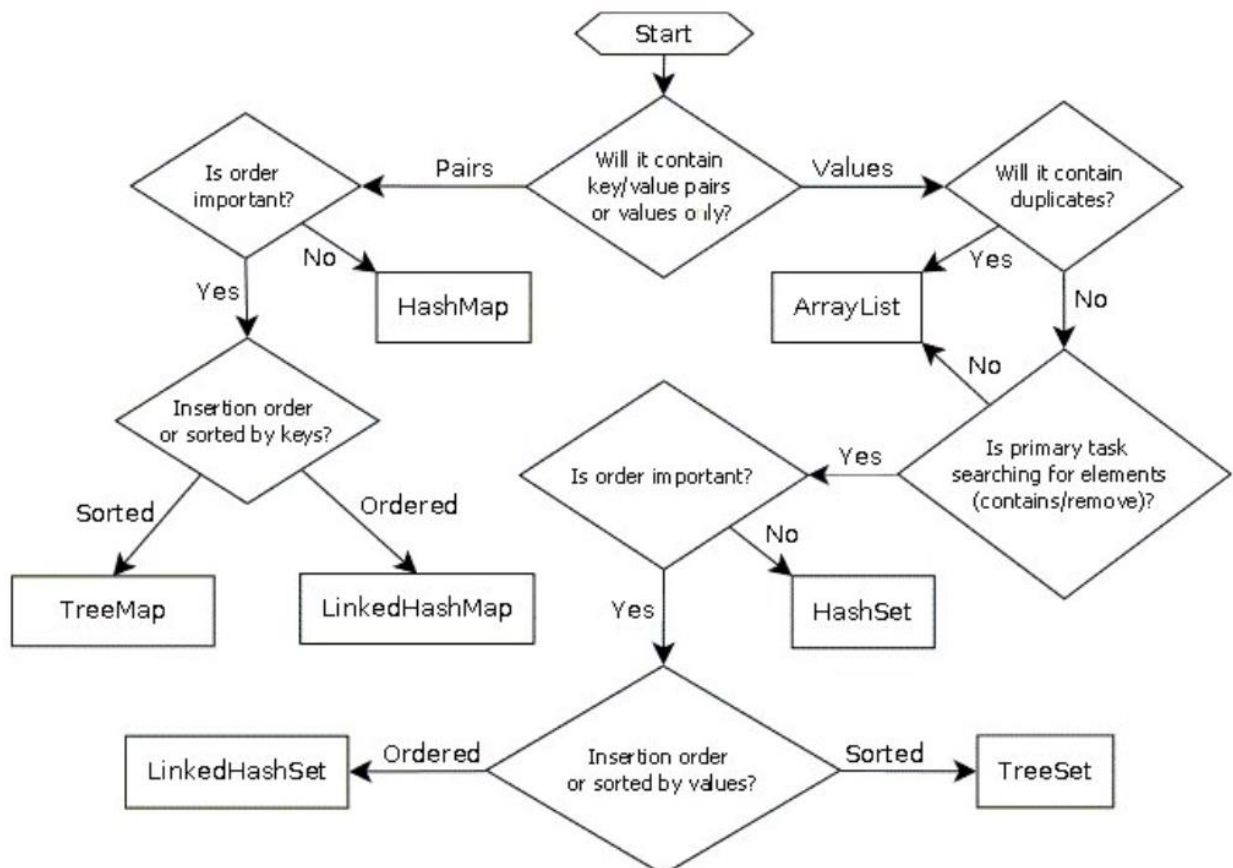 Start
Will it contain
key/value pairs
or values only?
Pairs
Values
Is order
important?
Will it contain
duplicates?
No
Yes
HashMap
Yes
ArrayList
No
No
Insertion order
or sorted by keys?
Sorted
Ordered
TreeMap
LinkedHashMap
Is primary task
searching for elements
(contains/remove)?
Yes
Is order important?
No
Yes
HashSet
Insertion order
or sorted by values?
Ordered
Sorted
LinkedHashSet
TreeSet